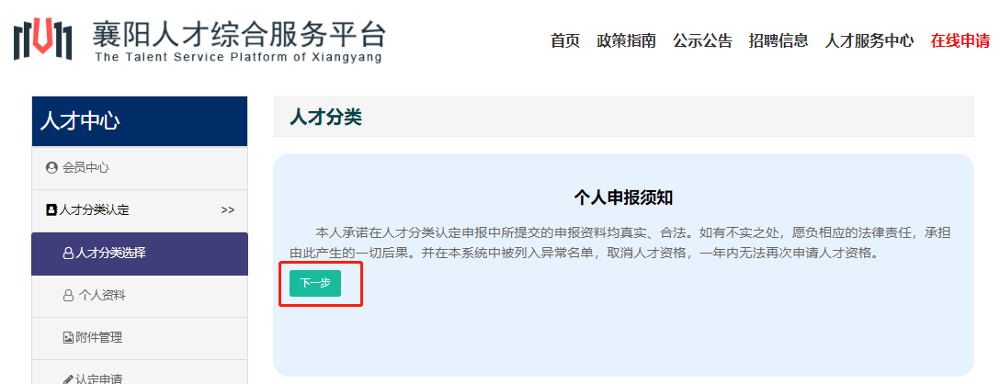 襄阳人才综合服务平台
The Talent Service Platform of Xiangyang
首页 政策指南 公示公告 招聘信息 人才服务中心 在线申请
人才中心
会员中心
人才分类认定 >>
人才分类选择
个人资料
附件管理
认定申请
人才分类
个人申报须知
本人承诺在人才分类认定申报中所提交的申报资料均真实、合法。如有不实之处，愿负相应的法律责任，承担
由此产生的一切后果。并在本系统中被列入异常名单，取消人才资格，一年内无法再次申请人才资格。
下一步